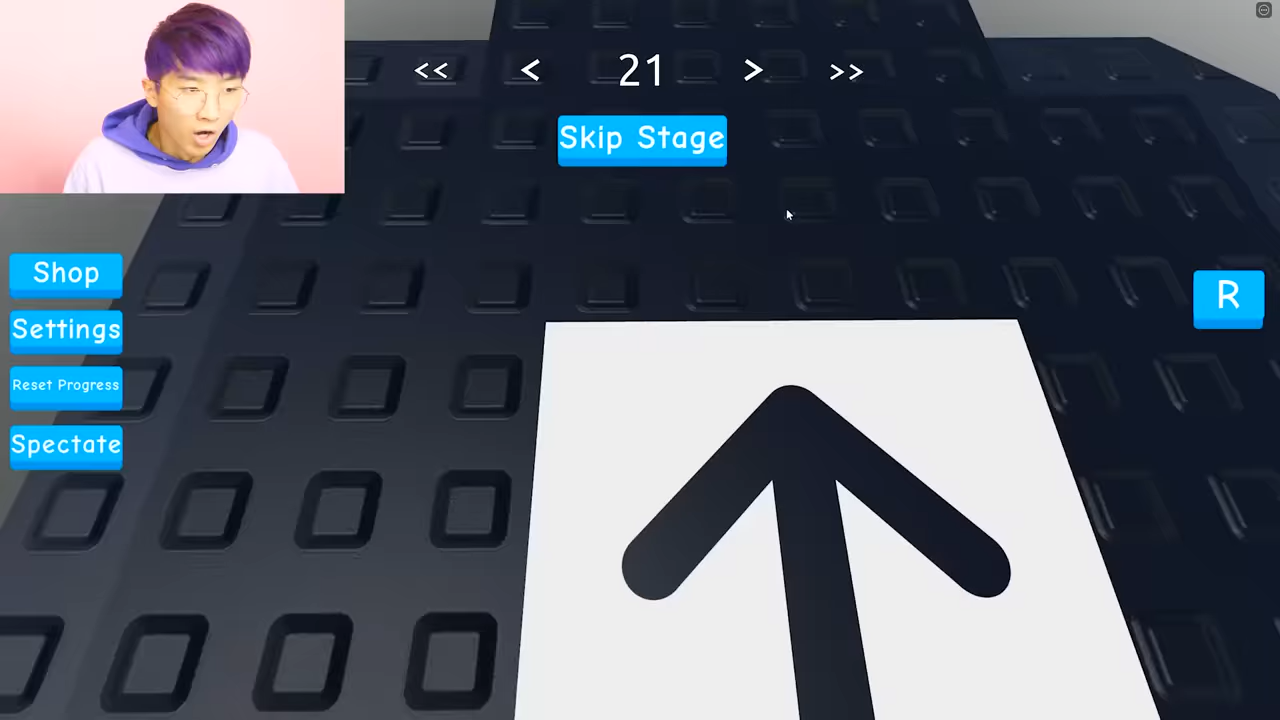 << < 21 > >>
Skip Stage
Shop
Settings
Reset Progress
Spectate
R